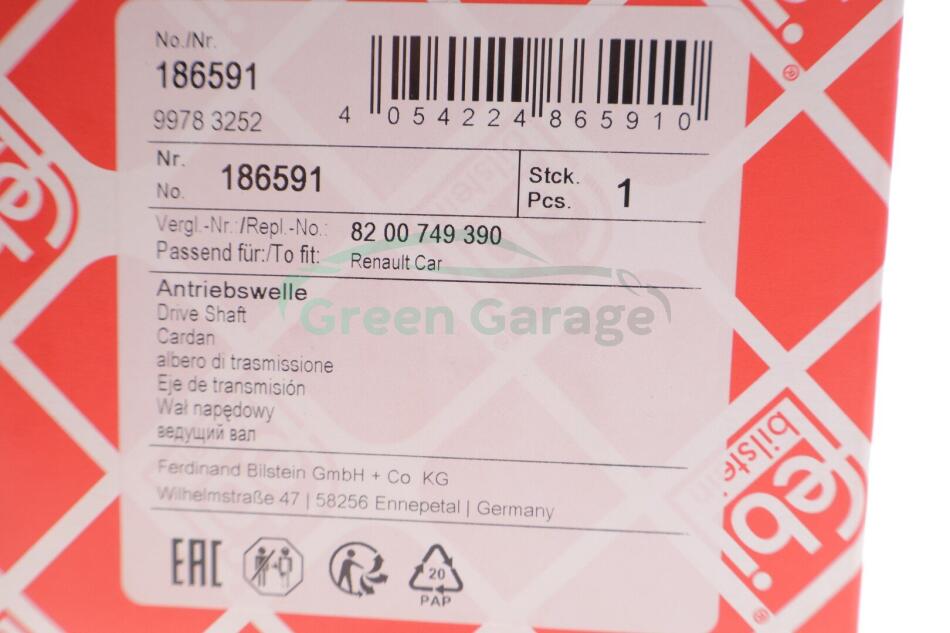 No./Nr.
186591
9978 3252
4 054224 865910
Nr.
No. 186591
Stck.
Pcs. 1
Vergl.-Nr.:/Repl.-No.: 82 00 749 390
Passend für:/To fit: Renault Car
Antriebswelle
Drive Shaft
Cardan
albero di trasmissione
Eje de transmisión
Wał napędowy
ведущий вал
Ferdinand Bilstein GmbH + Co KG
Wilhelmstraße 47 | 58256 Ennepetal | Germany
EAC
20
PAP
Green Garage
febi
bilstein
®